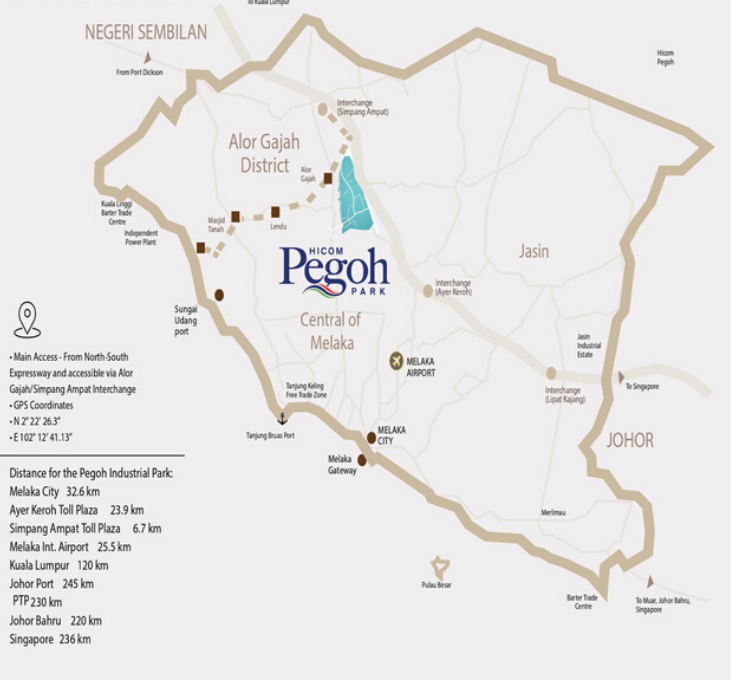 To Kuala Lumpur
NEGERI SEMBILAN
From Port Dickson
Hicom
Pegoh
Interchange
(Simpang Ampat)
Alor Gajah
District
Alor
Gajah
Kuala Linggi
Barter Trade
Centre
Independent
Power Plant
Masjid
Tanah
Lendu
HICOM
Pegoh
PARK
Jasin
Interchange
(Ayer Keroh)
Sungai
Udang
port
Central of
Melaka
MELAKA
AIRPORT
Jasin
Industrial
Estate
To Singapore
Interchange
(Lipat Kajang)
Tanjung Keling
Free Trade Zone
Tanjung Bruas Port
MELAKA
CITY
Melaka
Gateway
JOHOR
Merlimau
Pulau Besar
Barter Trade
Centre
To Muar, Johor Bahru,
Singapore
• Main Access - From North-South
Expressway and accessible via Alor
Gajah/Simpang Ampat Interchange
• GPS Coordinates
• N 2° 22' 26.3"
• E 102° 12' 41.13"
Distance for the Pegoh Industrial Park:
Melaka City 32.6 km
Ayer Keroh Toll Plaza 23.9 km
Simpang Ampat Toll Plaza 6.7 km
Melaka Int. Airport 25.5 km
Kuala Lumpur 120 km
Johor Port 245 km
PTP 230 km
Johor Bahru 220 km
Singapore 236 km